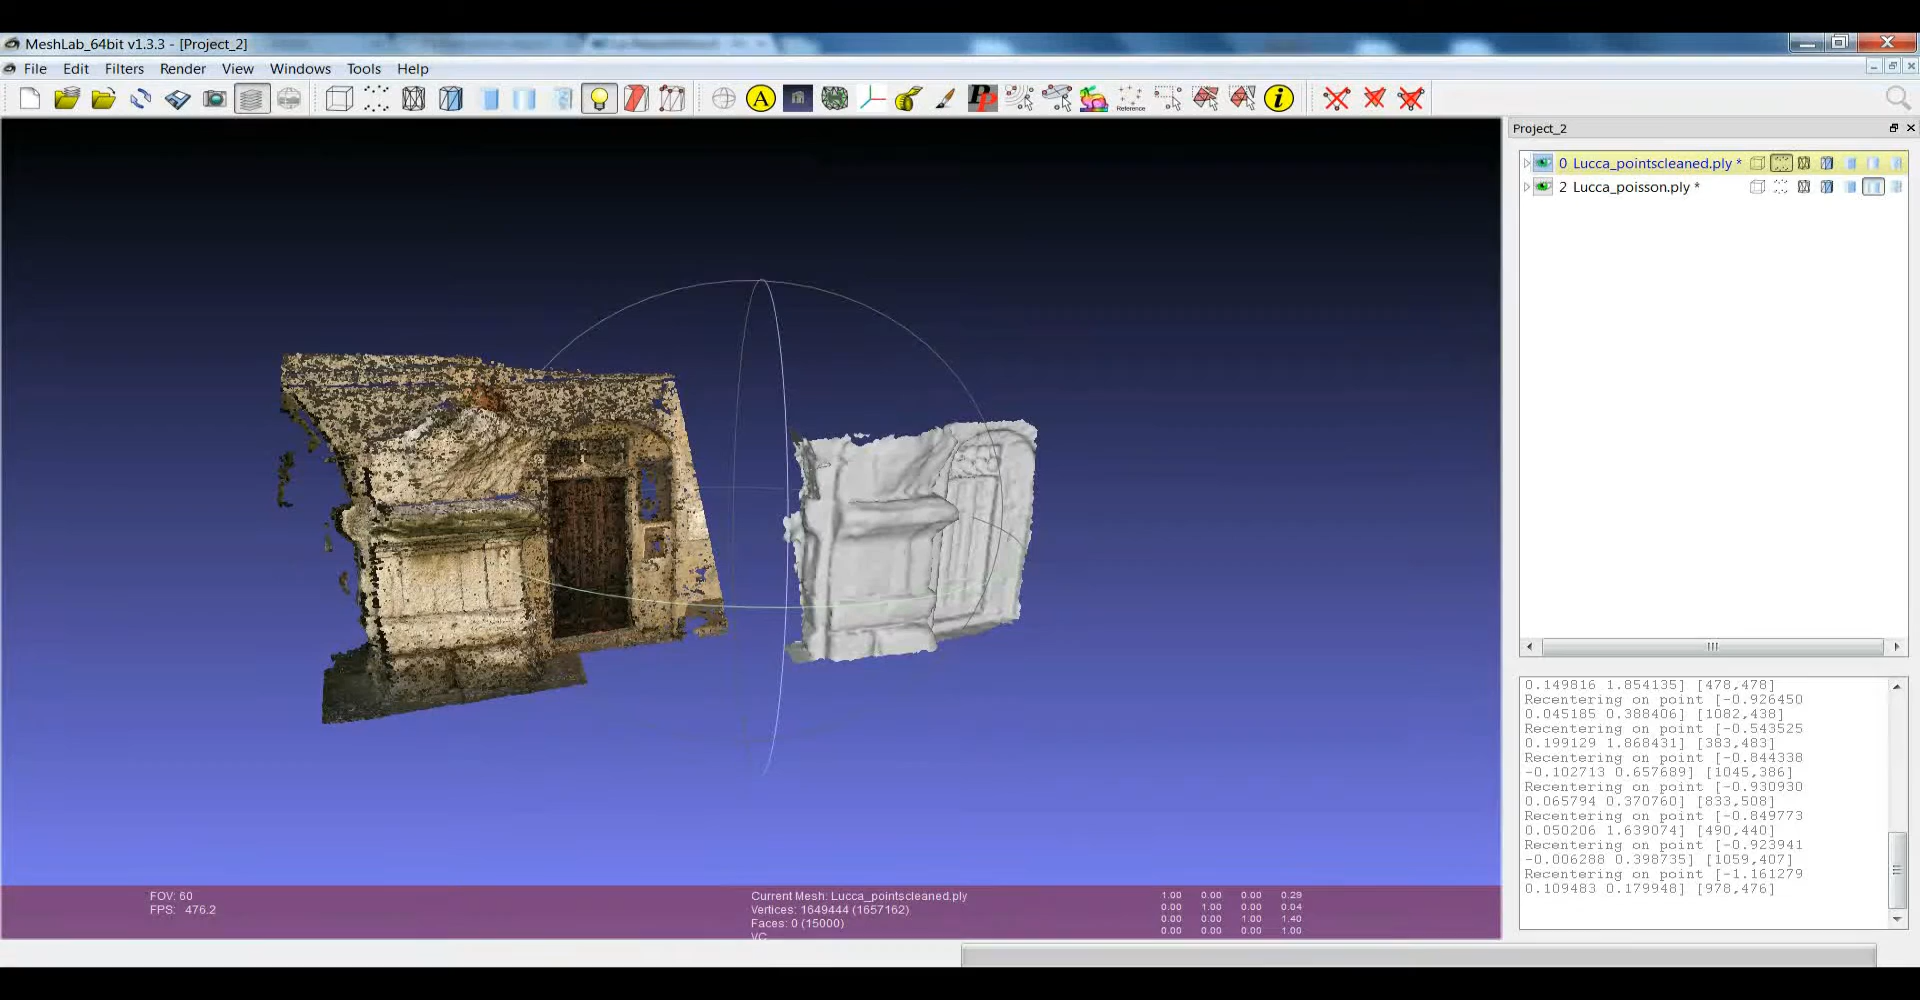 MeshLab_64bit v1.3.3 - [Project_2]
File Edit Filters Render View Windows Tools Help
A
PP
Reference
i
Project_2
0 Lucca_pointscleaned.ply *
2 Lucca_poisson.ply *
0.149816 1.854135] [478,478]
Recentering on point [-0.926450
0.045185 0.388406] [1082,438]
Recentering on point [-0.543525
0.199129 1.868431] [383,483]
Recentering on point [-0.844338
-0.102713 0.657689] [1045,386]
Recentering on point [-0.930930
0.065794 0.370760] [833,508]
Recentering on point [-0.849773
0.050206 1.639074] [490,440]
Recentering on point [-0.923941
-0.006288 0.398735] [1059,407]
Recentering on point [-1.161279
0.109483 0.179948] [978,476]
FOV: 60
FPS: 476.2
Current Mesh: Lucca_pointscleaned.ply
Vertices: 1649444 (1657162)
Faces: 0 (15000)
VC
1.00 0.00 0.00 0.29
0.00 1.00 0.00 0.04
0.00 0.00 1.00 1.40
0.00 0.00 0.00 1.00